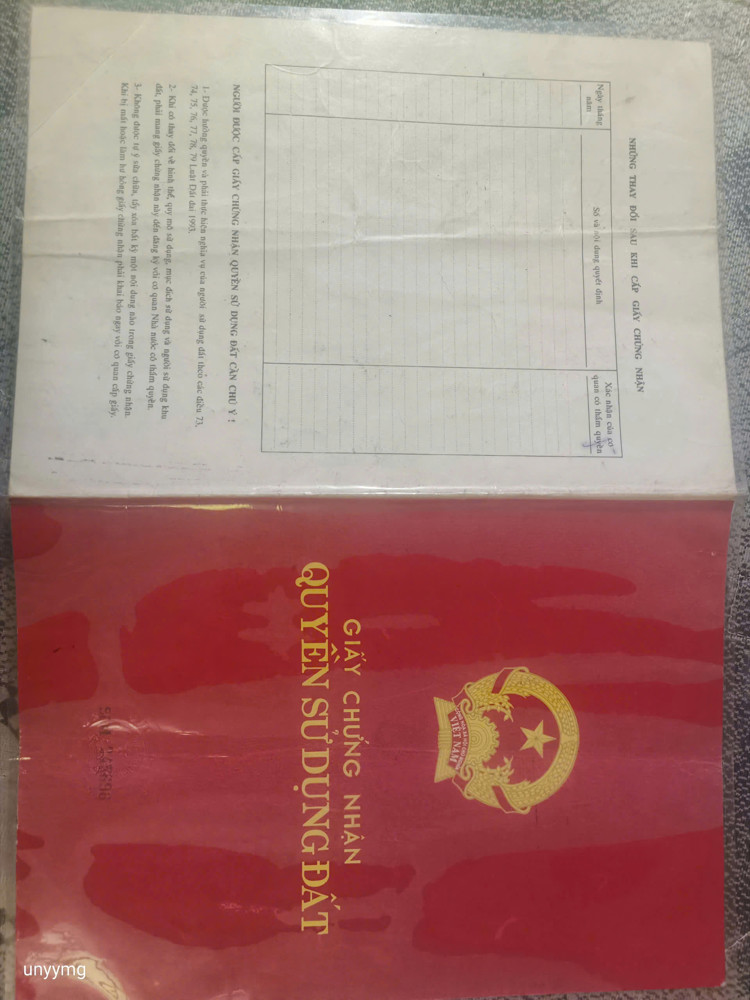 NHỮNG THAY ĐỔI SAU KHI CẤP GIẤY CHỨNG NHẬN
Ngày tháng
năm
Số và nội dung quyết định
Xác nhận của cơ
quan có thẩm quyền
NGƯỜI ĐƯỢC CẤP GIẤY CHỨNG NHẬN QUYỀN SỬ DỤNG ĐẤT CẦN CHÚ Ý !
1- Được hưởng quyền và phải thực hiện nghĩa vụ của người sử dụng đất theo các điều 73,
74, 75, 76, 77, 78, 79 Luật Đất đai 1993.
2- Khi có thay đổi về hình thể, quy mô sử dụng, mục đích sử dụng và người sử dụng khu
đất, phải mang giấy chứng nhận này đến đăng ký với cơ quan Nhà nước có thẩm quyền.
3- Không được tự ý sửa chữa, tẩy xóa bất kỳ một nội dung nào trong giấy chứng nhận.
Khi bị mất hoặc làm hư hỏng giấy chứng nhận phải khai báo ngay với cơ quan cấp giấy.
VIỆT NAM
GIẤY CHỨNG NHẬN
QUYỀN SỬ DỤNG ĐẤT
unyymg